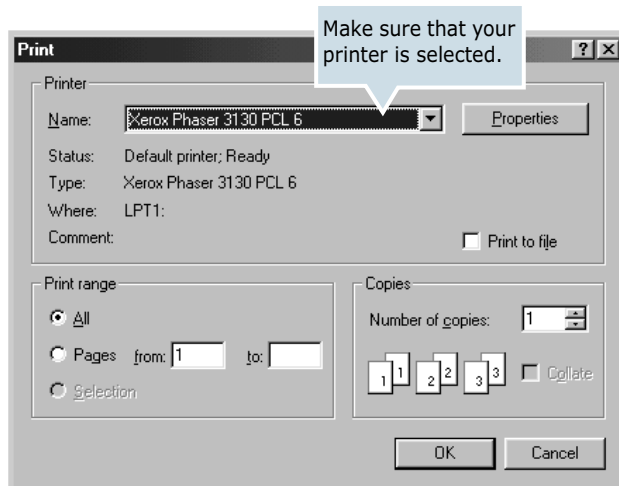 Make sure that your
printer is selected.
Print
Printer
Name: Xerox Phaser 3130 PCL 6 Properties
Status: Default printer; Ready
Type: Xerox Phaser 3130 PCL 6
Where: LPT1:
Comment: Print to file
Print range
All
Pages from: 1 to:
Selection
Copies
Number of copies: 1
1 1 2 2 3 3 Collate
OK Cancel